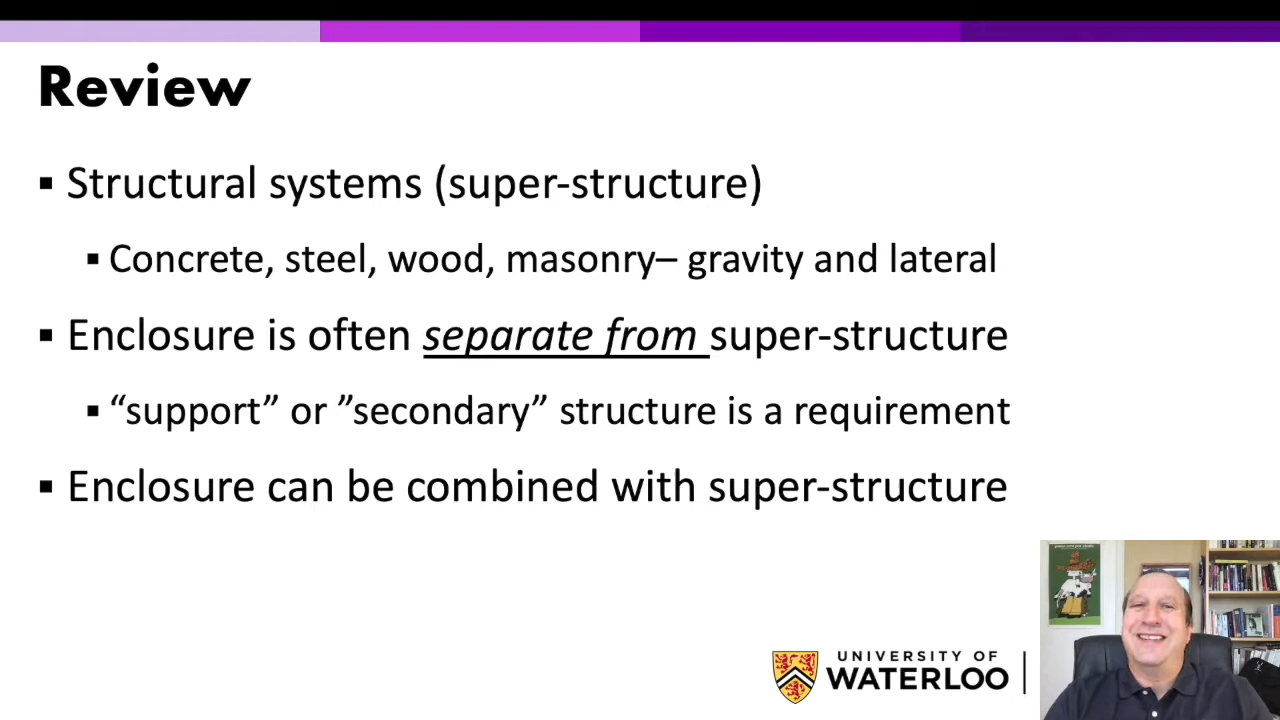 Review
▪ Structural systems (super-structure)
▪ Concrete, steel, wood, masonry– gravity and lateral
▪ Enclosure is often separate from super-structure
▪ “support” or ”secondary” structure is a requirement
▪ Enclosure can be combined with super-structure
UNIVERSITY OF
WATERLOO